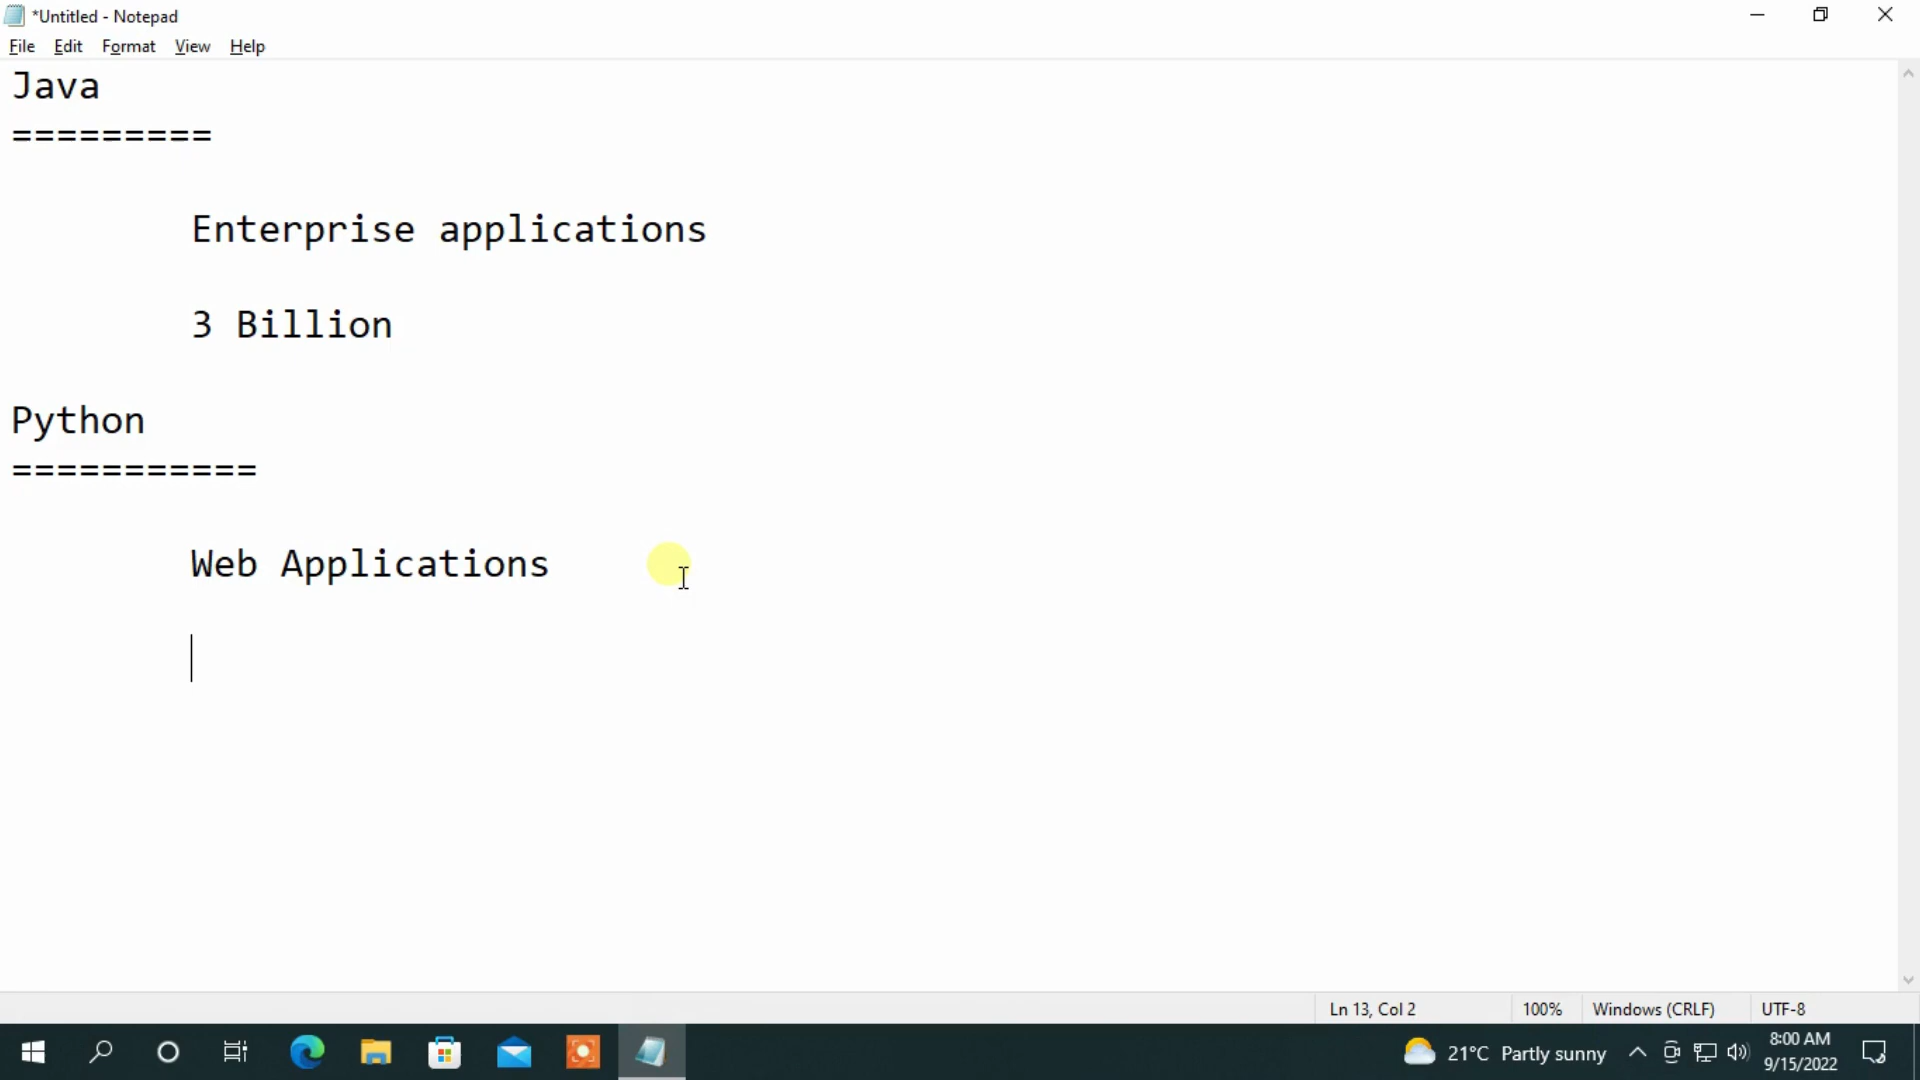 *Untitled - Notepad
File Edit Format View Help
Java
=========
Enterprise applications
3 Billion
Python
===========
Web Applications
Ln 13, Col 2 100% Windows (CRLF) UTF-8
21°C Partly sunny 8:00 AM
9/15/2022